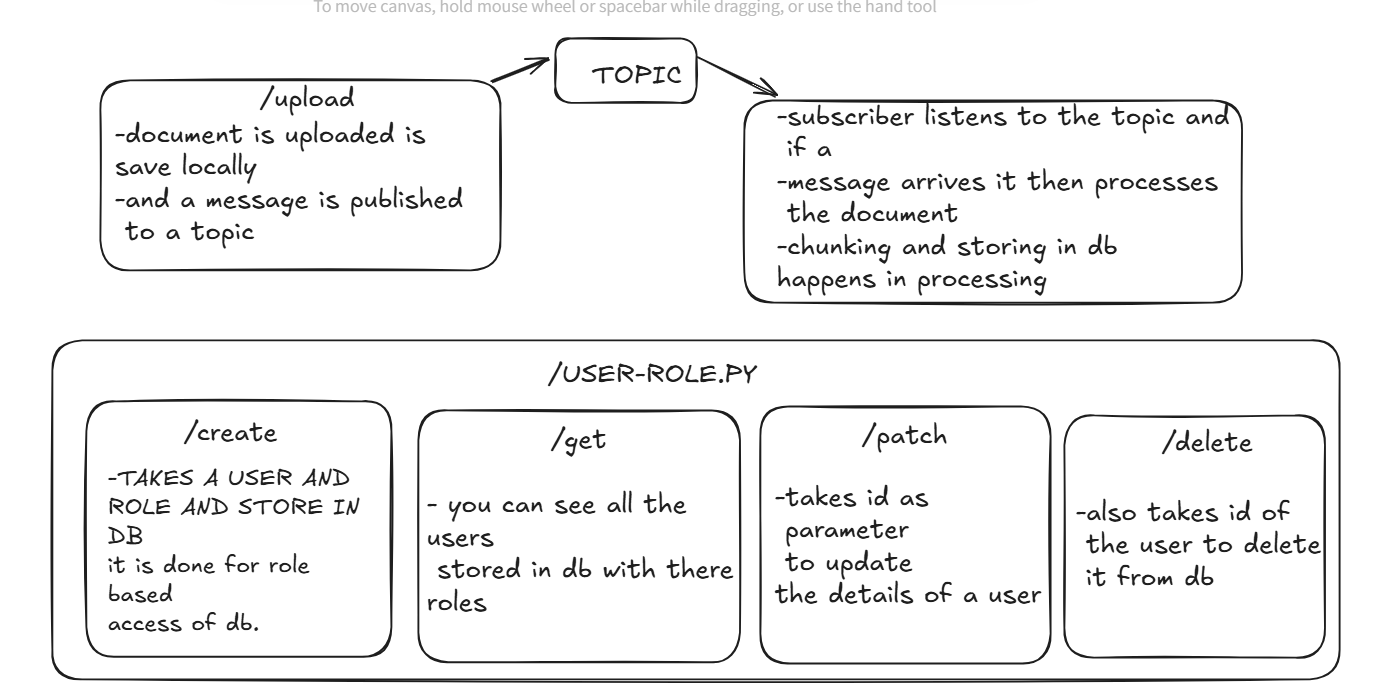 To move canvas, hold mouse wheel or spacebar while dragging, or use the hand tool
TOPIC
/upload
-document is uploaded is
save locally
-and a message is published
to a topic
-subscriber listens to the topic and
if a
-message arrives it then processes
the document
-chunking and storing in db
happens in processing
/USER-ROLE.PY
/create
-TAKES A USER AND
ROLE AND STORE IN
DB
it is done for role
based
access of db.
/get
- you can see all the
users
stored in db with there
roles
/patch
-takes id as
parameter
to update
the details of a user
/delete
-also takes id of
the user to delete
it from db